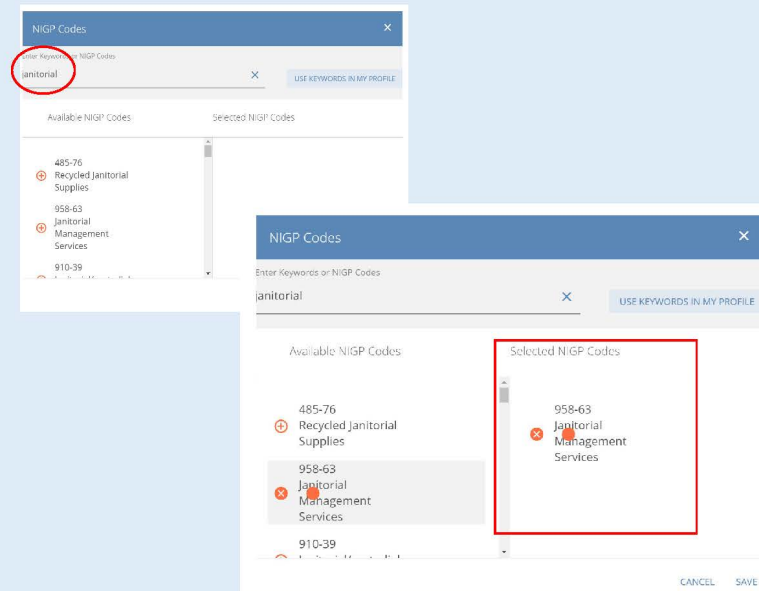 NIGP Codes
Enter Keywords or NIGP Codes
janitorial
USE KEYWORDS IN MY PROFILE
Available NIGP Codes
Selected NIGP Codes
485-76
Recycled Janitorial
Supplies
958-63
Janitorial
Management
Services
910-39
NIGP Codes
Enter Keywords or NIGP Codes
janitorial
USE KEYWORDS IN MY PROFILE
Available NIGP Codes
Selected NIGP Codes
485-76
Recycled Janitorial
Supplies
958-63
Janitorial
Management
Services
910-39
958-63
Janitorial
Management
Services
CANCEL SAVE